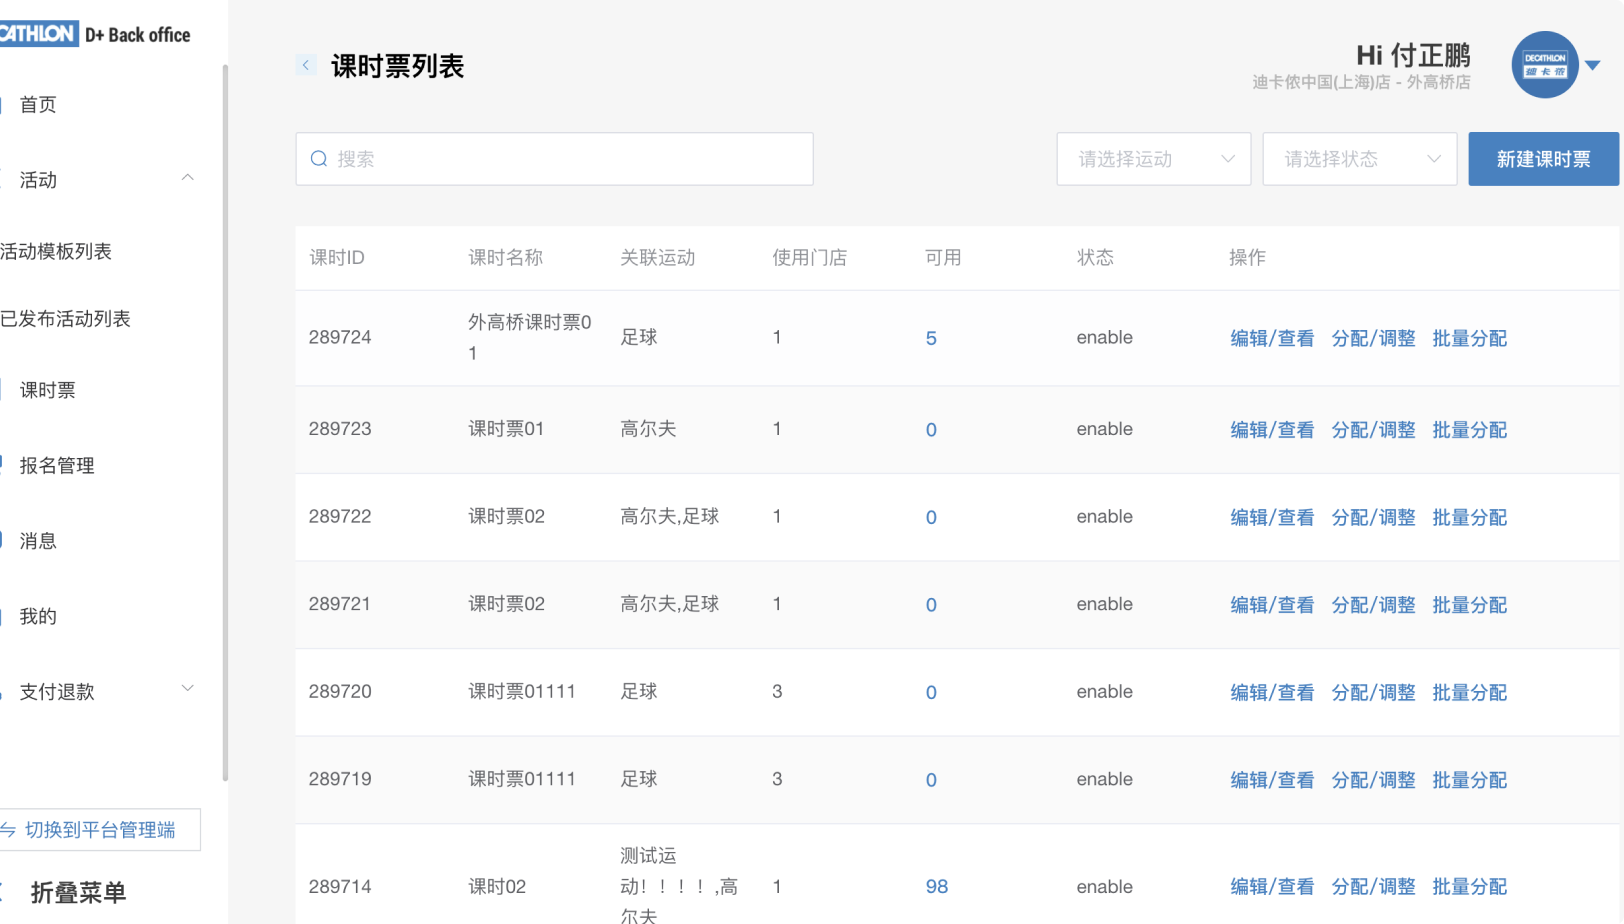 CATHLON D+ Back office
首页
活动
活动模板列表
已发布活动列表
课时票
报名管理
消息
我的
支付退款
切换到平台管理端
折叠菜单
课时票列表
Hi 付正鹏
迪卡侬中国(上海)店 - 外高桥店
DECATHLON
迪卡侬
搜索
请选择运动
请选择状态
新建课时票
课时ID 课时名称 关联运动 使用门店 可用 状态 操作
289724 外高桥课时票0 足球 1 5 enable 编辑/查看 分配/调整 批量分配
1
289723 课时票01 高尔夫 1 0 enable 编辑/查看 分配/调整 批量分配
289722 课时票02 高尔夫,足球 1 0 enable 编辑/查看 分配/调整 批量分配
289721 课时票02 高尔夫,足球 1 0 enable 编辑/查看 分配/调整 批量分配
289720 课时票01111 足球 3 0 enable 编辑/查看 分配/调整 批量分配
289719 课时票01111 足球 3 0 enable 编辑/查看 分配/调整 批量分配
测试运
289714 课时02 动！！！！,高 1 98 enable 编辑/查看 分配/调整 批量分配
尔夫